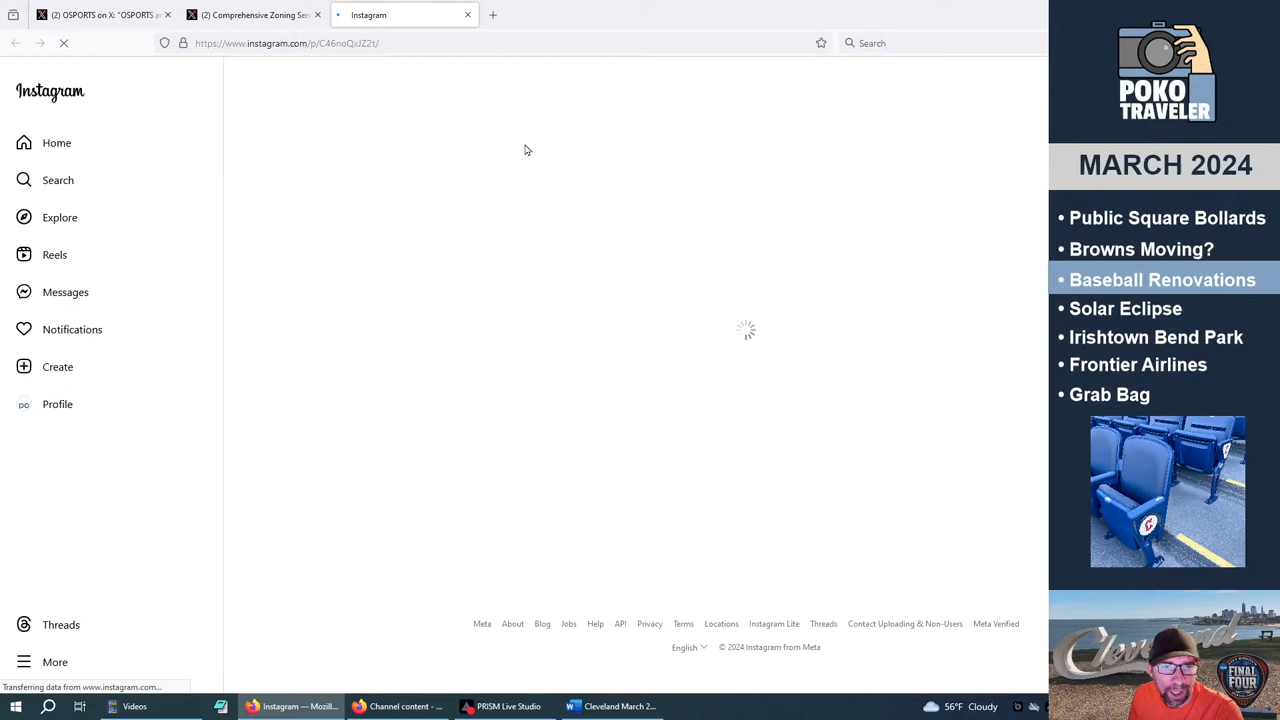 (2) OSPORTS on X: "OSPORTS a
(2) Comprehensive Zoning Serv
Instagram
https://www.instagram.com/p/C46noQxJZ2t/
Search
Instagram
Home
Search
Explore
Reels
Messages
Notifications
Create
Profile
Threads
More
Meta About Blog Jobs Help API Privacy Terms Locations Instagram Lite Threads Contact Uploading & Non-Users Meta Verified
English © 2024 Instagram from Meta
Transferring data from www.instagram.com...
Videos
Instagram — Mozill...
Channel content - ...
PRISM Live Studio
Cleveland March 2...
56°F Cloudy
POKO
TRAVELER
MARCH 2024
• Public Square Bollards
• Browns Moving?
• Baseball Renovations
• Solar Eclipse
• Irishtown Bend Park
• Frontier Airlines
• Grab Bag
Cleveland
FINAL
FOUR